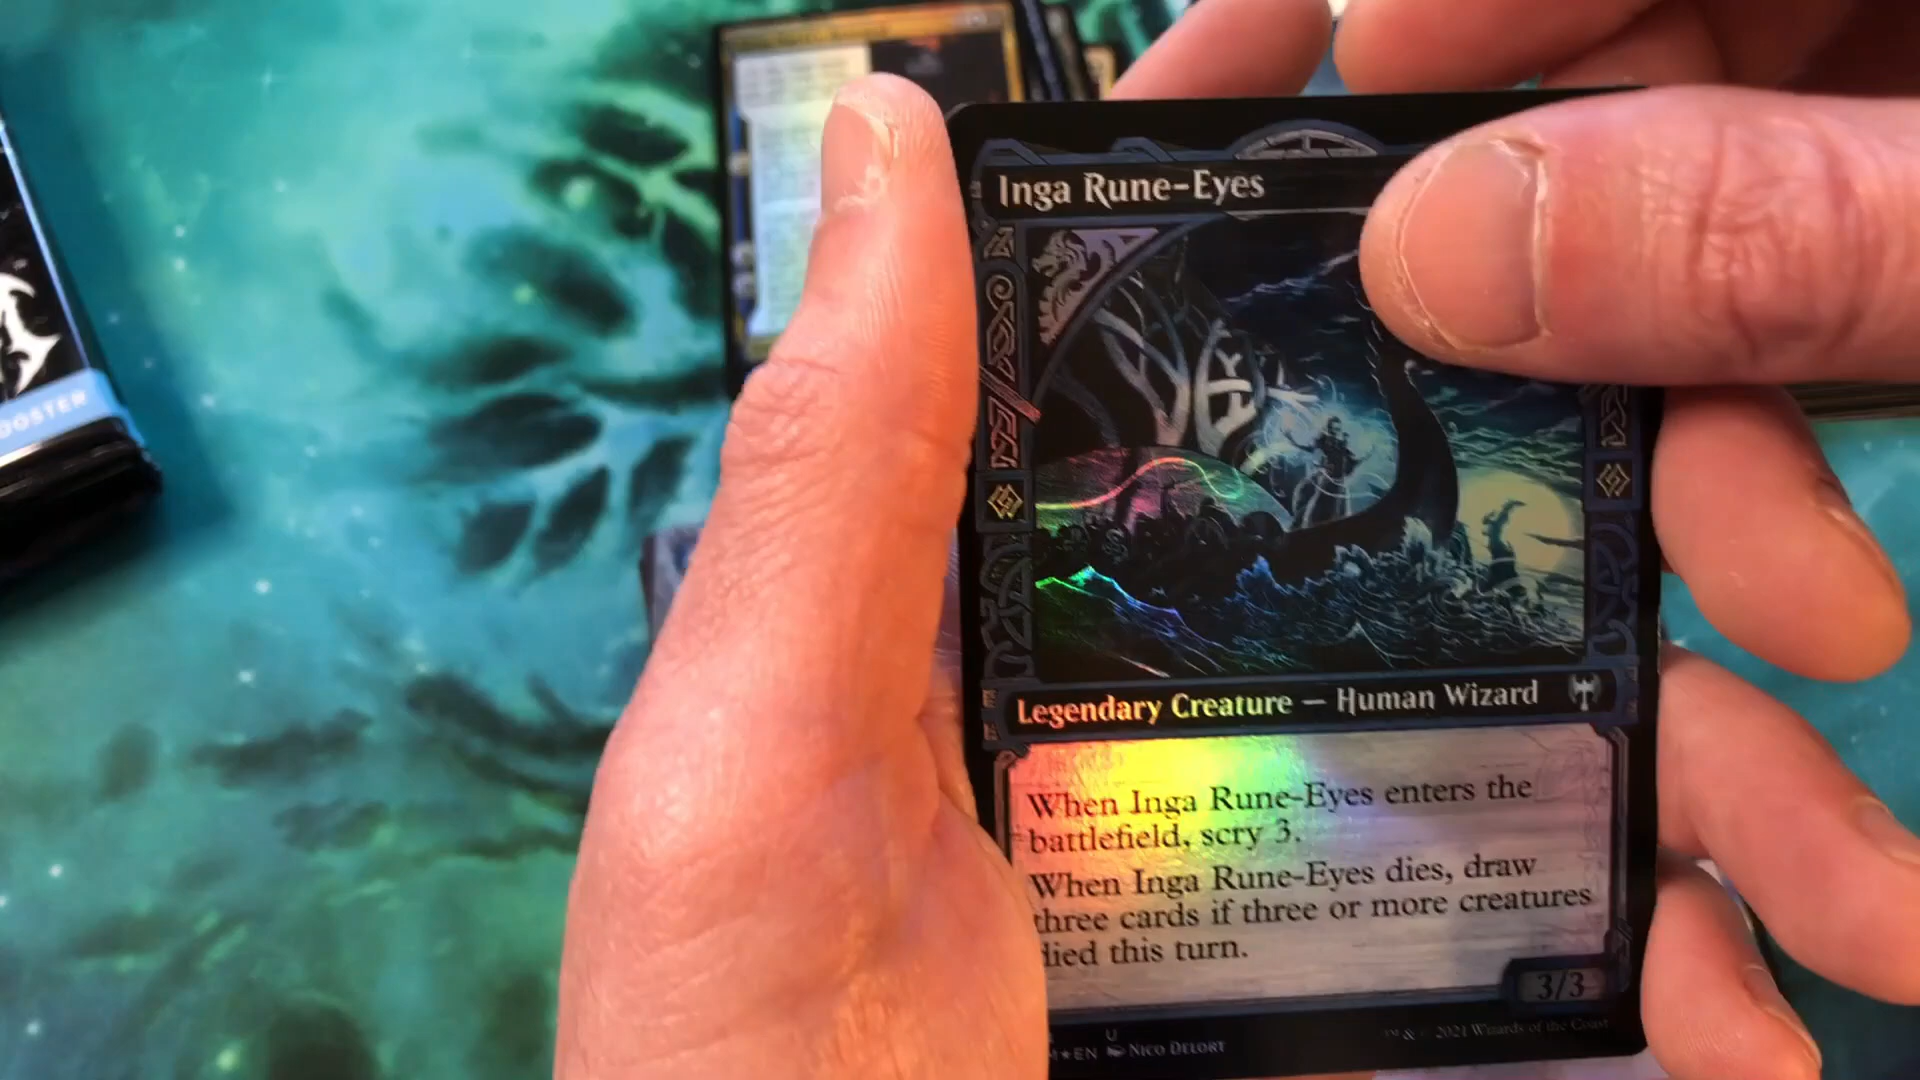 Inga Rune-Eyes
Legendary Creature — Human Wizard
When Inga Rune-Eyes enters the
battlefield, scry 3.
When Inga Rune-Eyes dies, draw
three cards if three or more creatures
died this turn.
3/3
U
EN Nico Delort
™ & © 2021 Wizards of the Coast